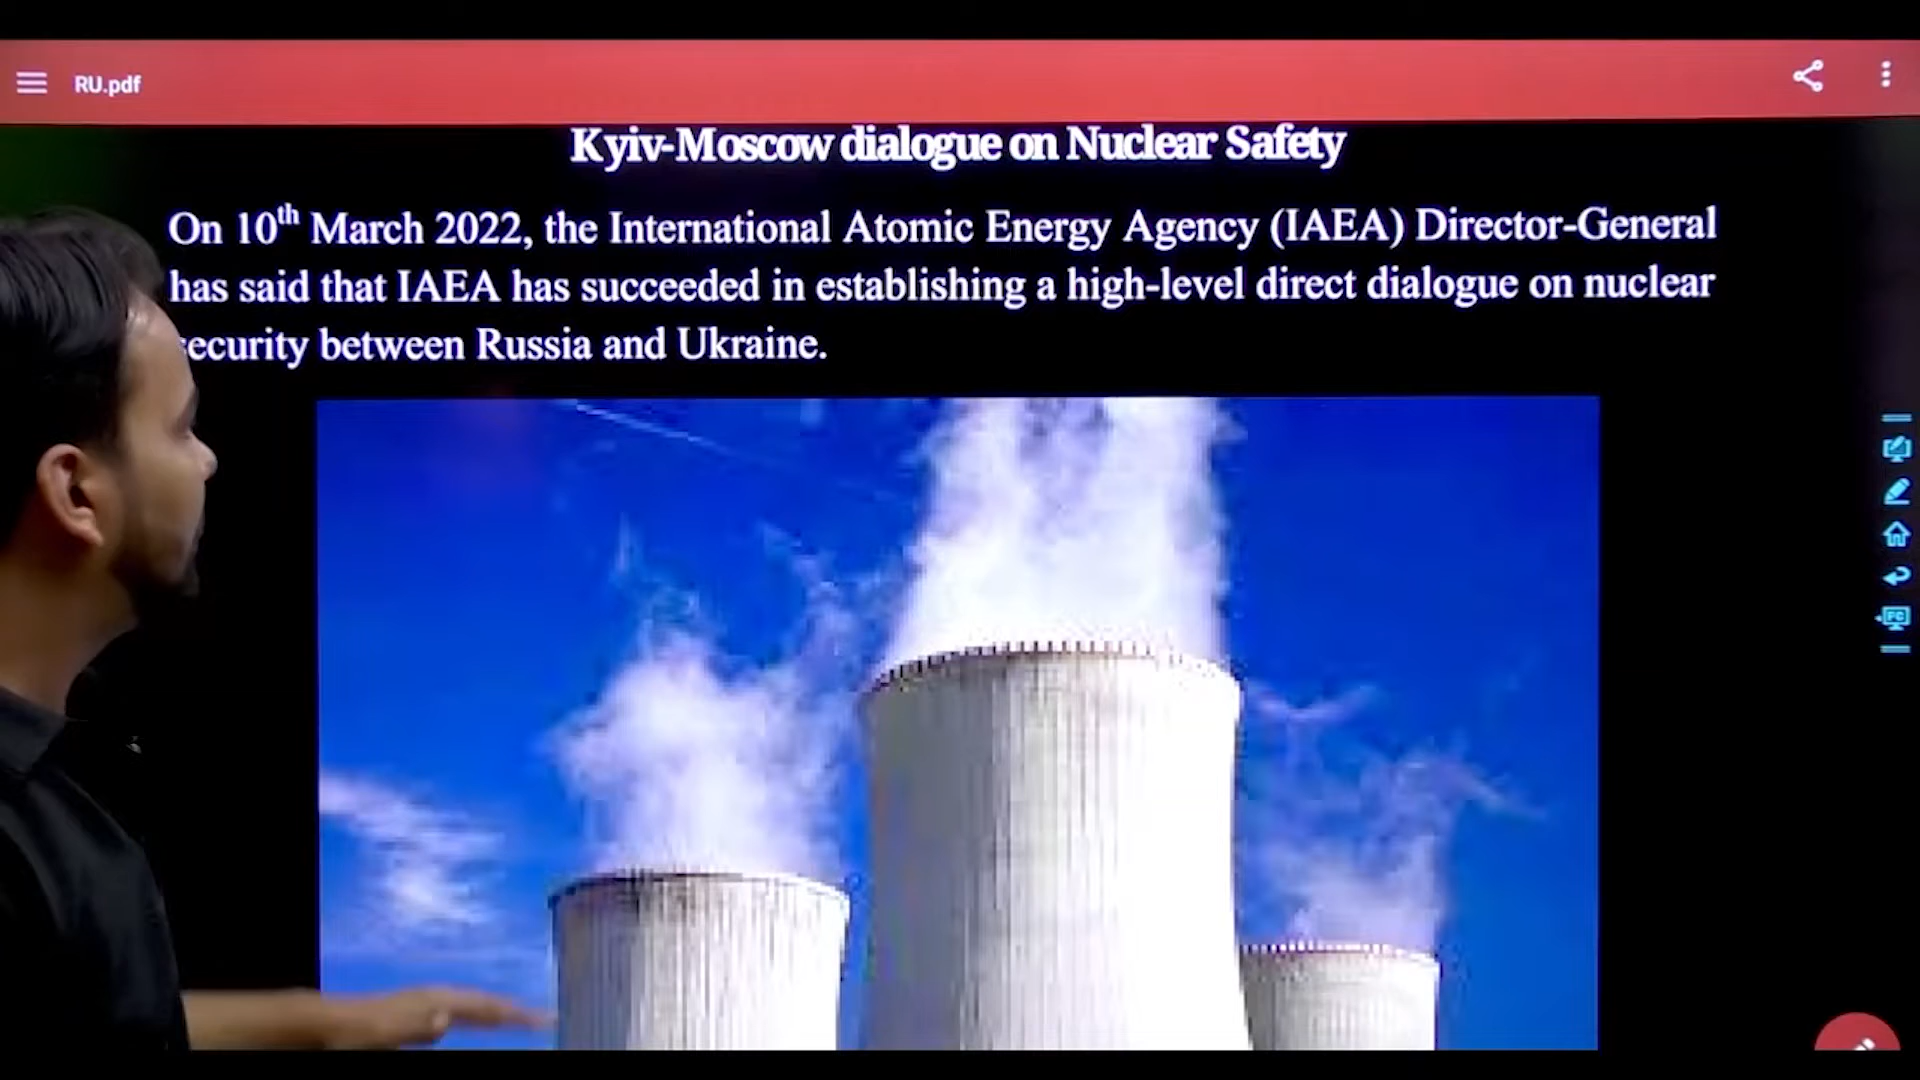 RU.pdf
Kyiv-Moscow dialogue on Nuclear Safety
On 10th March 2022, the International Atomic Energy Agency (IAEA) Director-General
has said that IAEA has succeeded in establishing a high-level direct dialogue on nuclear
security between Russia and Ukraine.
PC